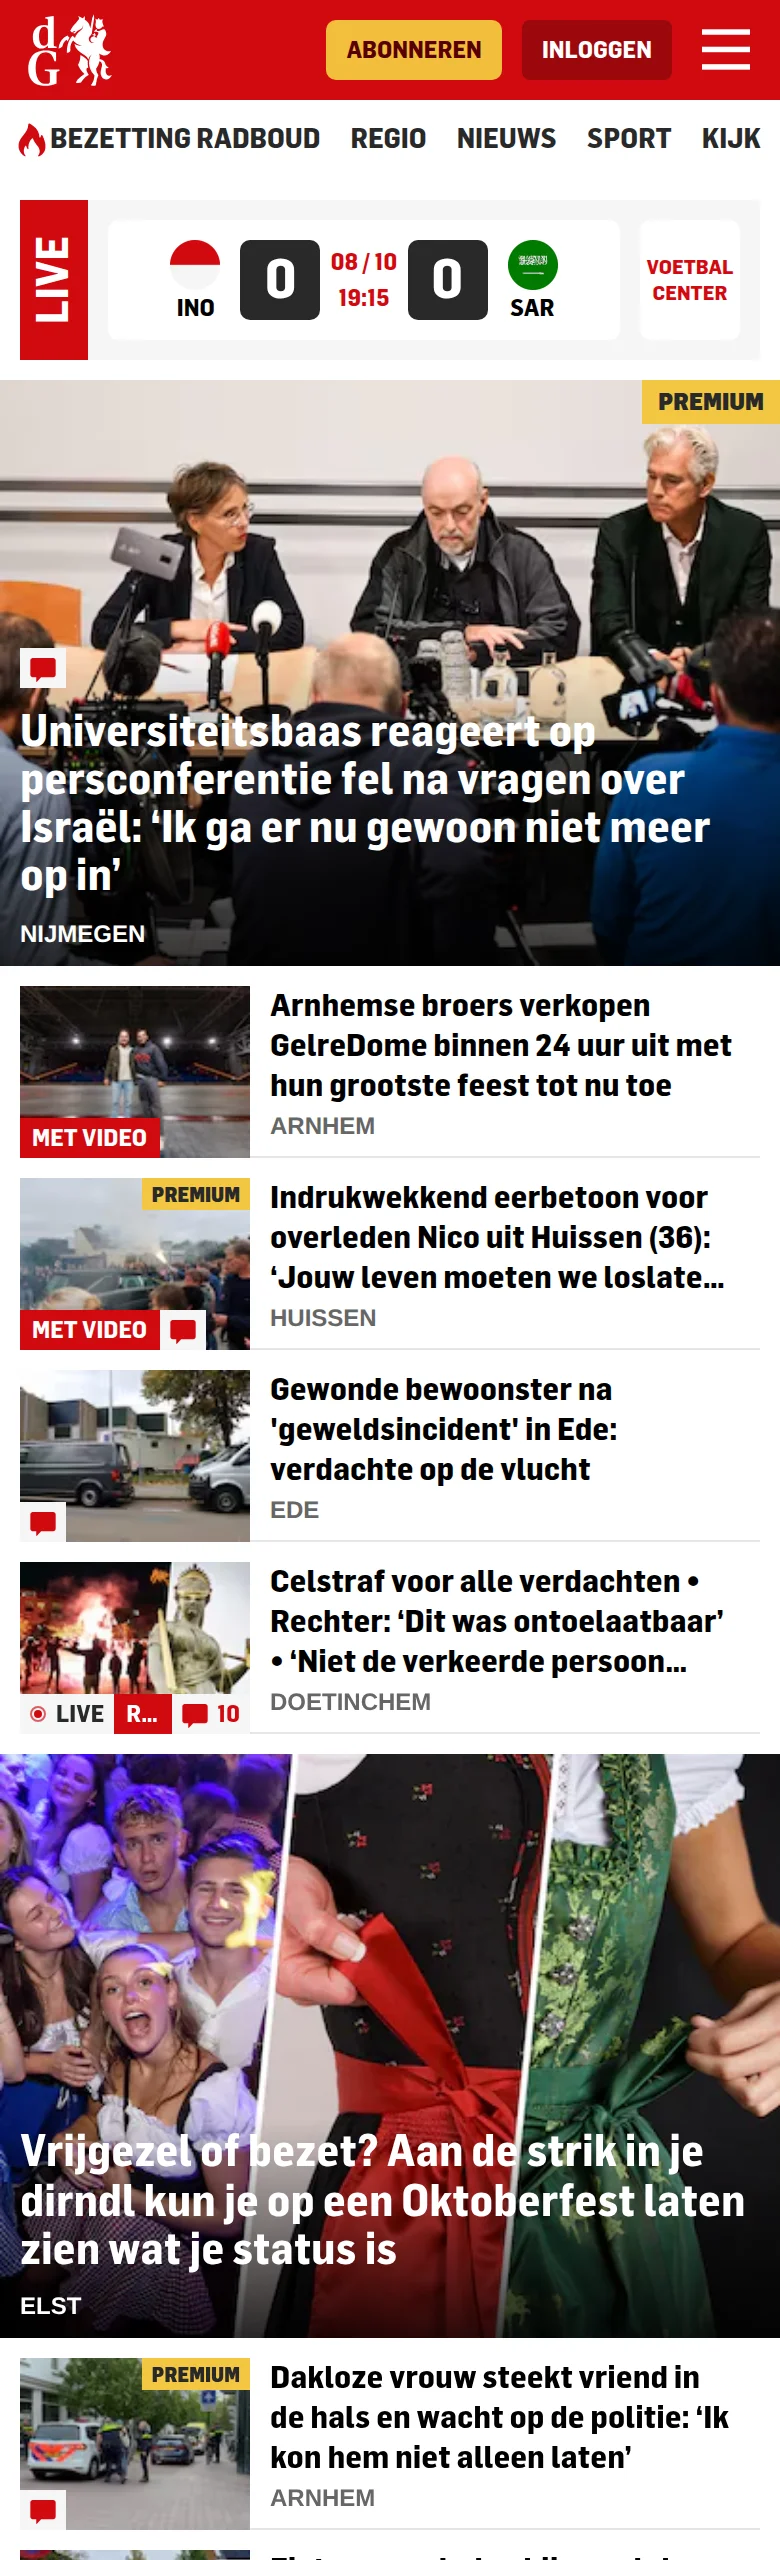 dG
ABONNEREN
INLOGGEN
BEZETTING RADBOUD REGIO NIEUWS SPORT KIJK
LIVE
INO
0
08 / 10
19:15
0
SAR
VOETBAL
CENTER
PREMIUM
Universiteitsbaas reageert op
persconferentie fel na vragen over
Israël: ‘Ik ga er nu gewoon niet meer
op in’
NIJMEGEN
MET VIDEO
Arnhemse broers verkopen
GelreDome binnen 24 uur uit met
hun grootste feest tot nu toe
ARNHEM
PREMIUM
MET VIDEO
Indrukwekkend eerbetoon voor
overleden Nico uit Huissen (36):
‘Jouw leven moeten we loslate...
HUISSEN
Gewonde bewoonster na
'geweldsincident' in Ede:
verdachte op de vlucht
EDE
LIVE R... 10
Celstraf voor alle verdachten •
Rechter: ‘Dit was ontoelaatbaar’
• ‘Niet de verkeerde persoon...
DOETINCHEM
Vrijgezel of bezet? Aan de strik in je
dirndl kun je op een Oktoberfest laten
zien wat je status is
ELST
PREMIUM
Dakloze vrouw steekt vriend in
de hals en wacht op de politie: ‘Ik
kon hem niet alleen laten’
ARNHEM